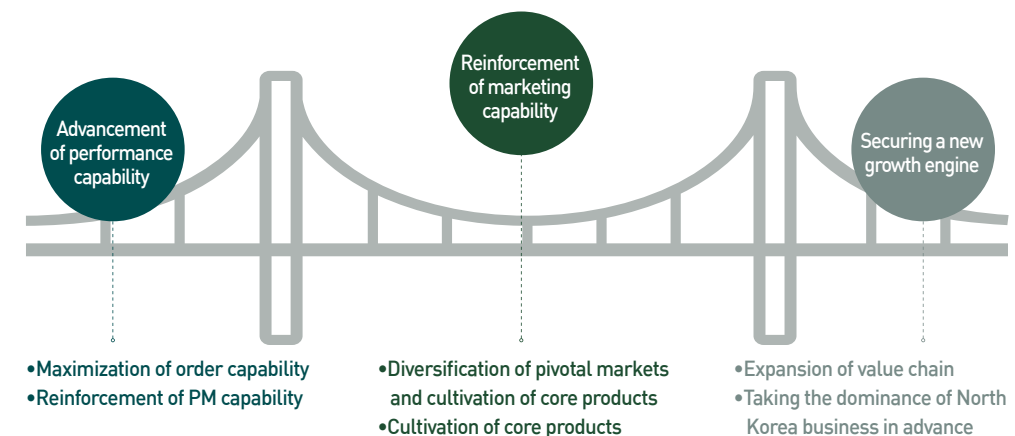 Advancement
of performance
capability
Reinforcement
of marketing
capability
Securing a new
growth engine
•Maximization of order capability
•Reinforcement of PM capability
•Diversification of pivotal markets
and cultivation of core products
•Cultivation of core products
•Expansion of value chain
•Taking the dominance of North
Korea business in advance